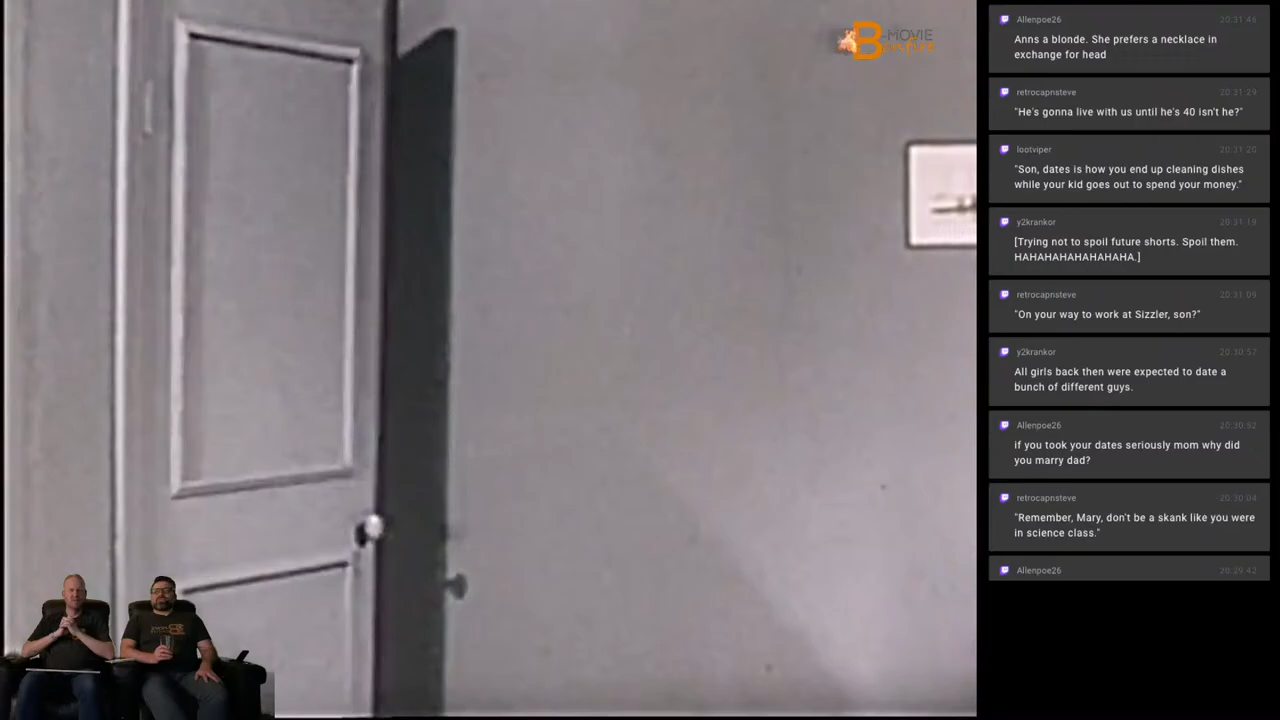 B-MOVIE
Bonfire
Allenpoe26 20:31:46
Anns a blonde. She prefers a necklace in
exchange for head
retrocapnsteve 20:31:29
"He's gonna live with us until he's 40 isn't he?"
lootviper 20:31:20
"Son, dates is how you end up cleaning dishes
while your kid goes out to spend your money."
y2krankor 20:31:19
[Trying not to spoil future shorts. Spoil them.
HAHAHAHAHAHAHAHA.]
retrocapnsteve 20:31:09
"On your way to work at Sizzler, son?"
y2krankor 20:30:57
All girls back then were expected to date a
bunch of different guys.
Allenpoe26 20:30:52
if you took your dates seriously mom why did
you marry dad?
retrocapnsteve 20:30:04
"Remember, Mary, don't be a skank like you were
in science class."
Allenpoe26 20:29:42